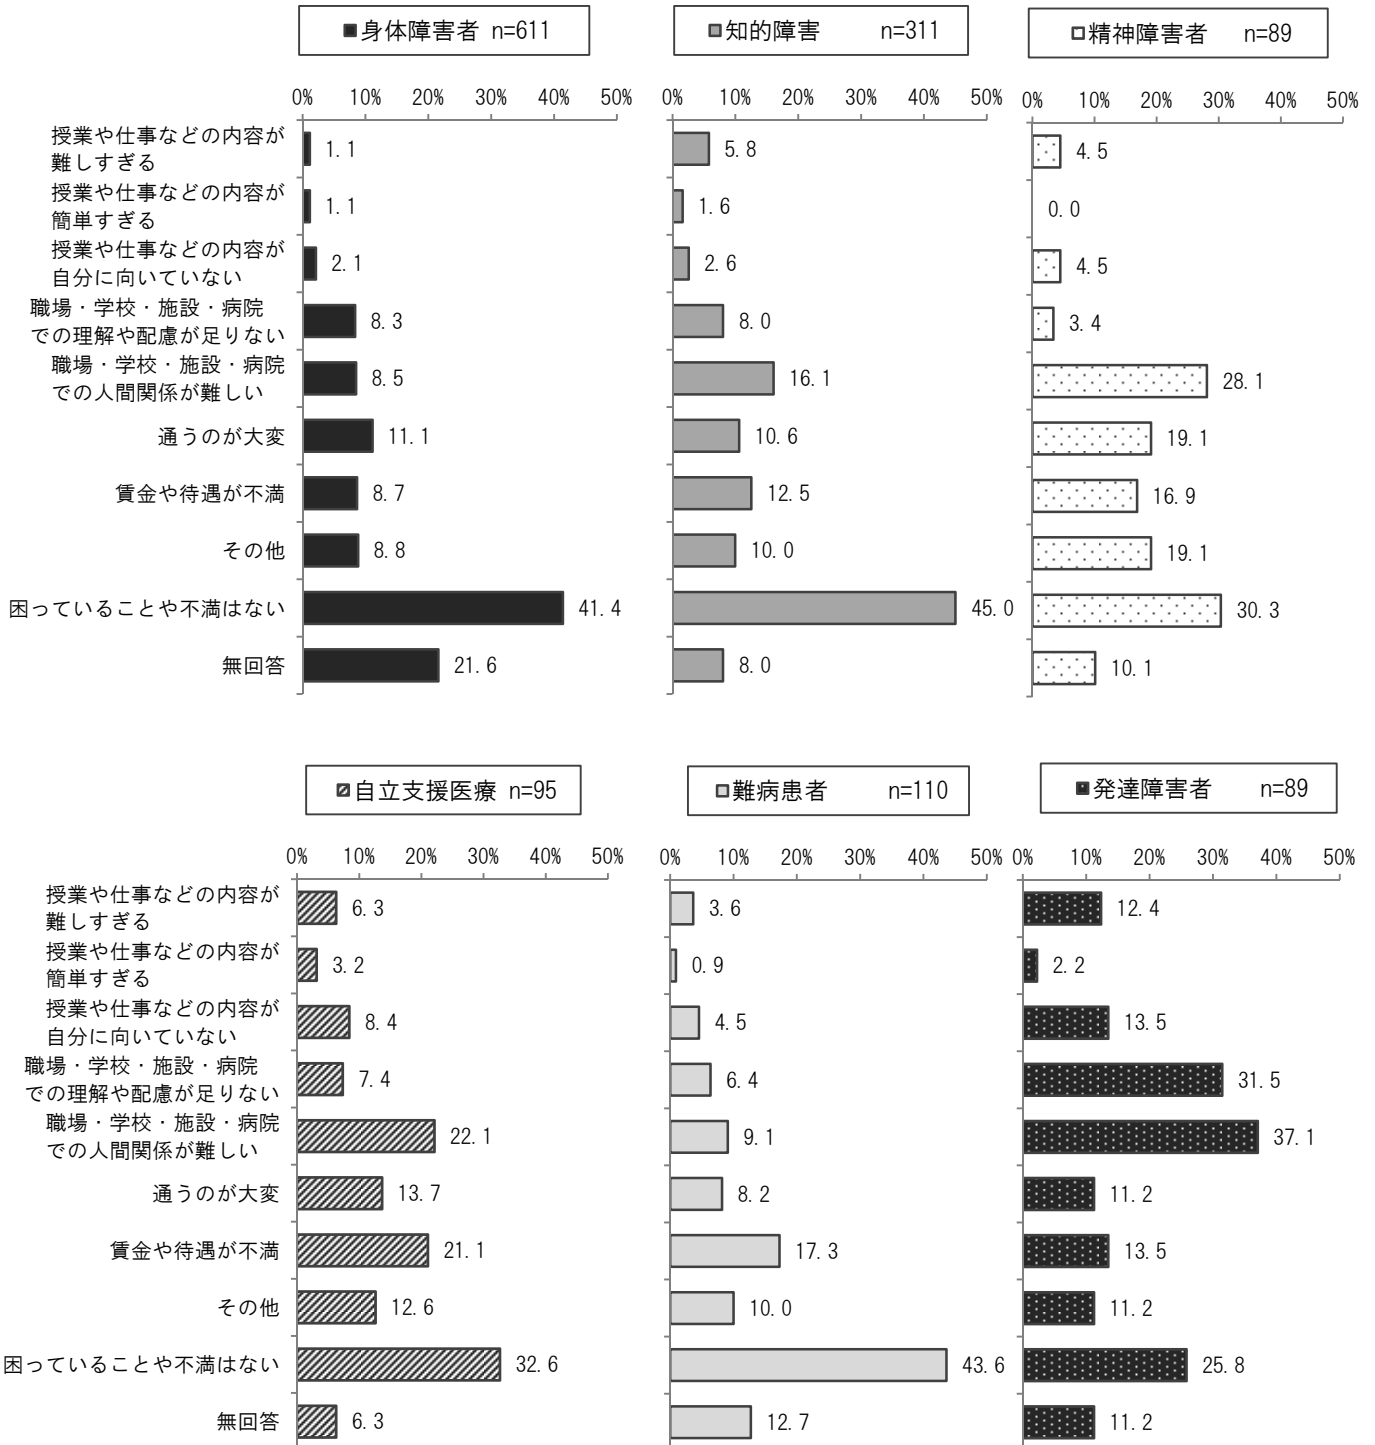 ■身体障害者 n=611
知的障害 n=311
精神障害者 n=89
0% 10% 20% 30% 40% 50%
0% 10% 20% 30% 40% 50%
0% 10% 20% 30% 40% 50%
授業や仕事などの内容が
難しすぎる
1.1
5.8
4.5
授業や仕事などの内容が
簡単すぎる
1.1
1.6
0.0
授業や仕事などの内容が
自分に向いていない
2.1
2.6
4.5
職場・学校・施設・病院
での理解や配慮が足りない
8.3
8.0
3.4
職場・学校・施設・病院
での人間関係が難しい
8.5
16.1
28.1
通うのが大変
11.1
10.6
19.1
賃金や待遇が不満
8.7
12.5
16.9
その他
8.8
10.0
19.1
困っていることや不満はない
41.4
45.0
30.3
無回答
21.6
8.0
10.1
自立支援医療 n=95
難病患者 n=110
発達障害者 n=89
0% 10% 20% 30% 40% 50%
0% 10% 20% 30% 40% 50%
0% 10% 20% 30% 40% 50%
授業や仕事などの内容が
難しすぎる
6.3
3.6
12.4
授業や仕事などの内容が
簡単すぎる
3.2
0.9
2.2
授業や仕事などの内容が
自分に向いていない
8.4
4.5
13.5
職場・学校・施設・病院
での理解や配慮が足りない
7.4
6.4
31.5
職場・学校・施設・病院
での人間関係が難しい
22.1
9.1
37.1
通うのが大変
13.7
8.2
11.2
賃金や待遇が不満
21.1
17.3
13.5
その他
12.6
10.0
11.2
困っていることや不満はない
32.6
43.6
25.8
無回答
6.3
12.7
11.2